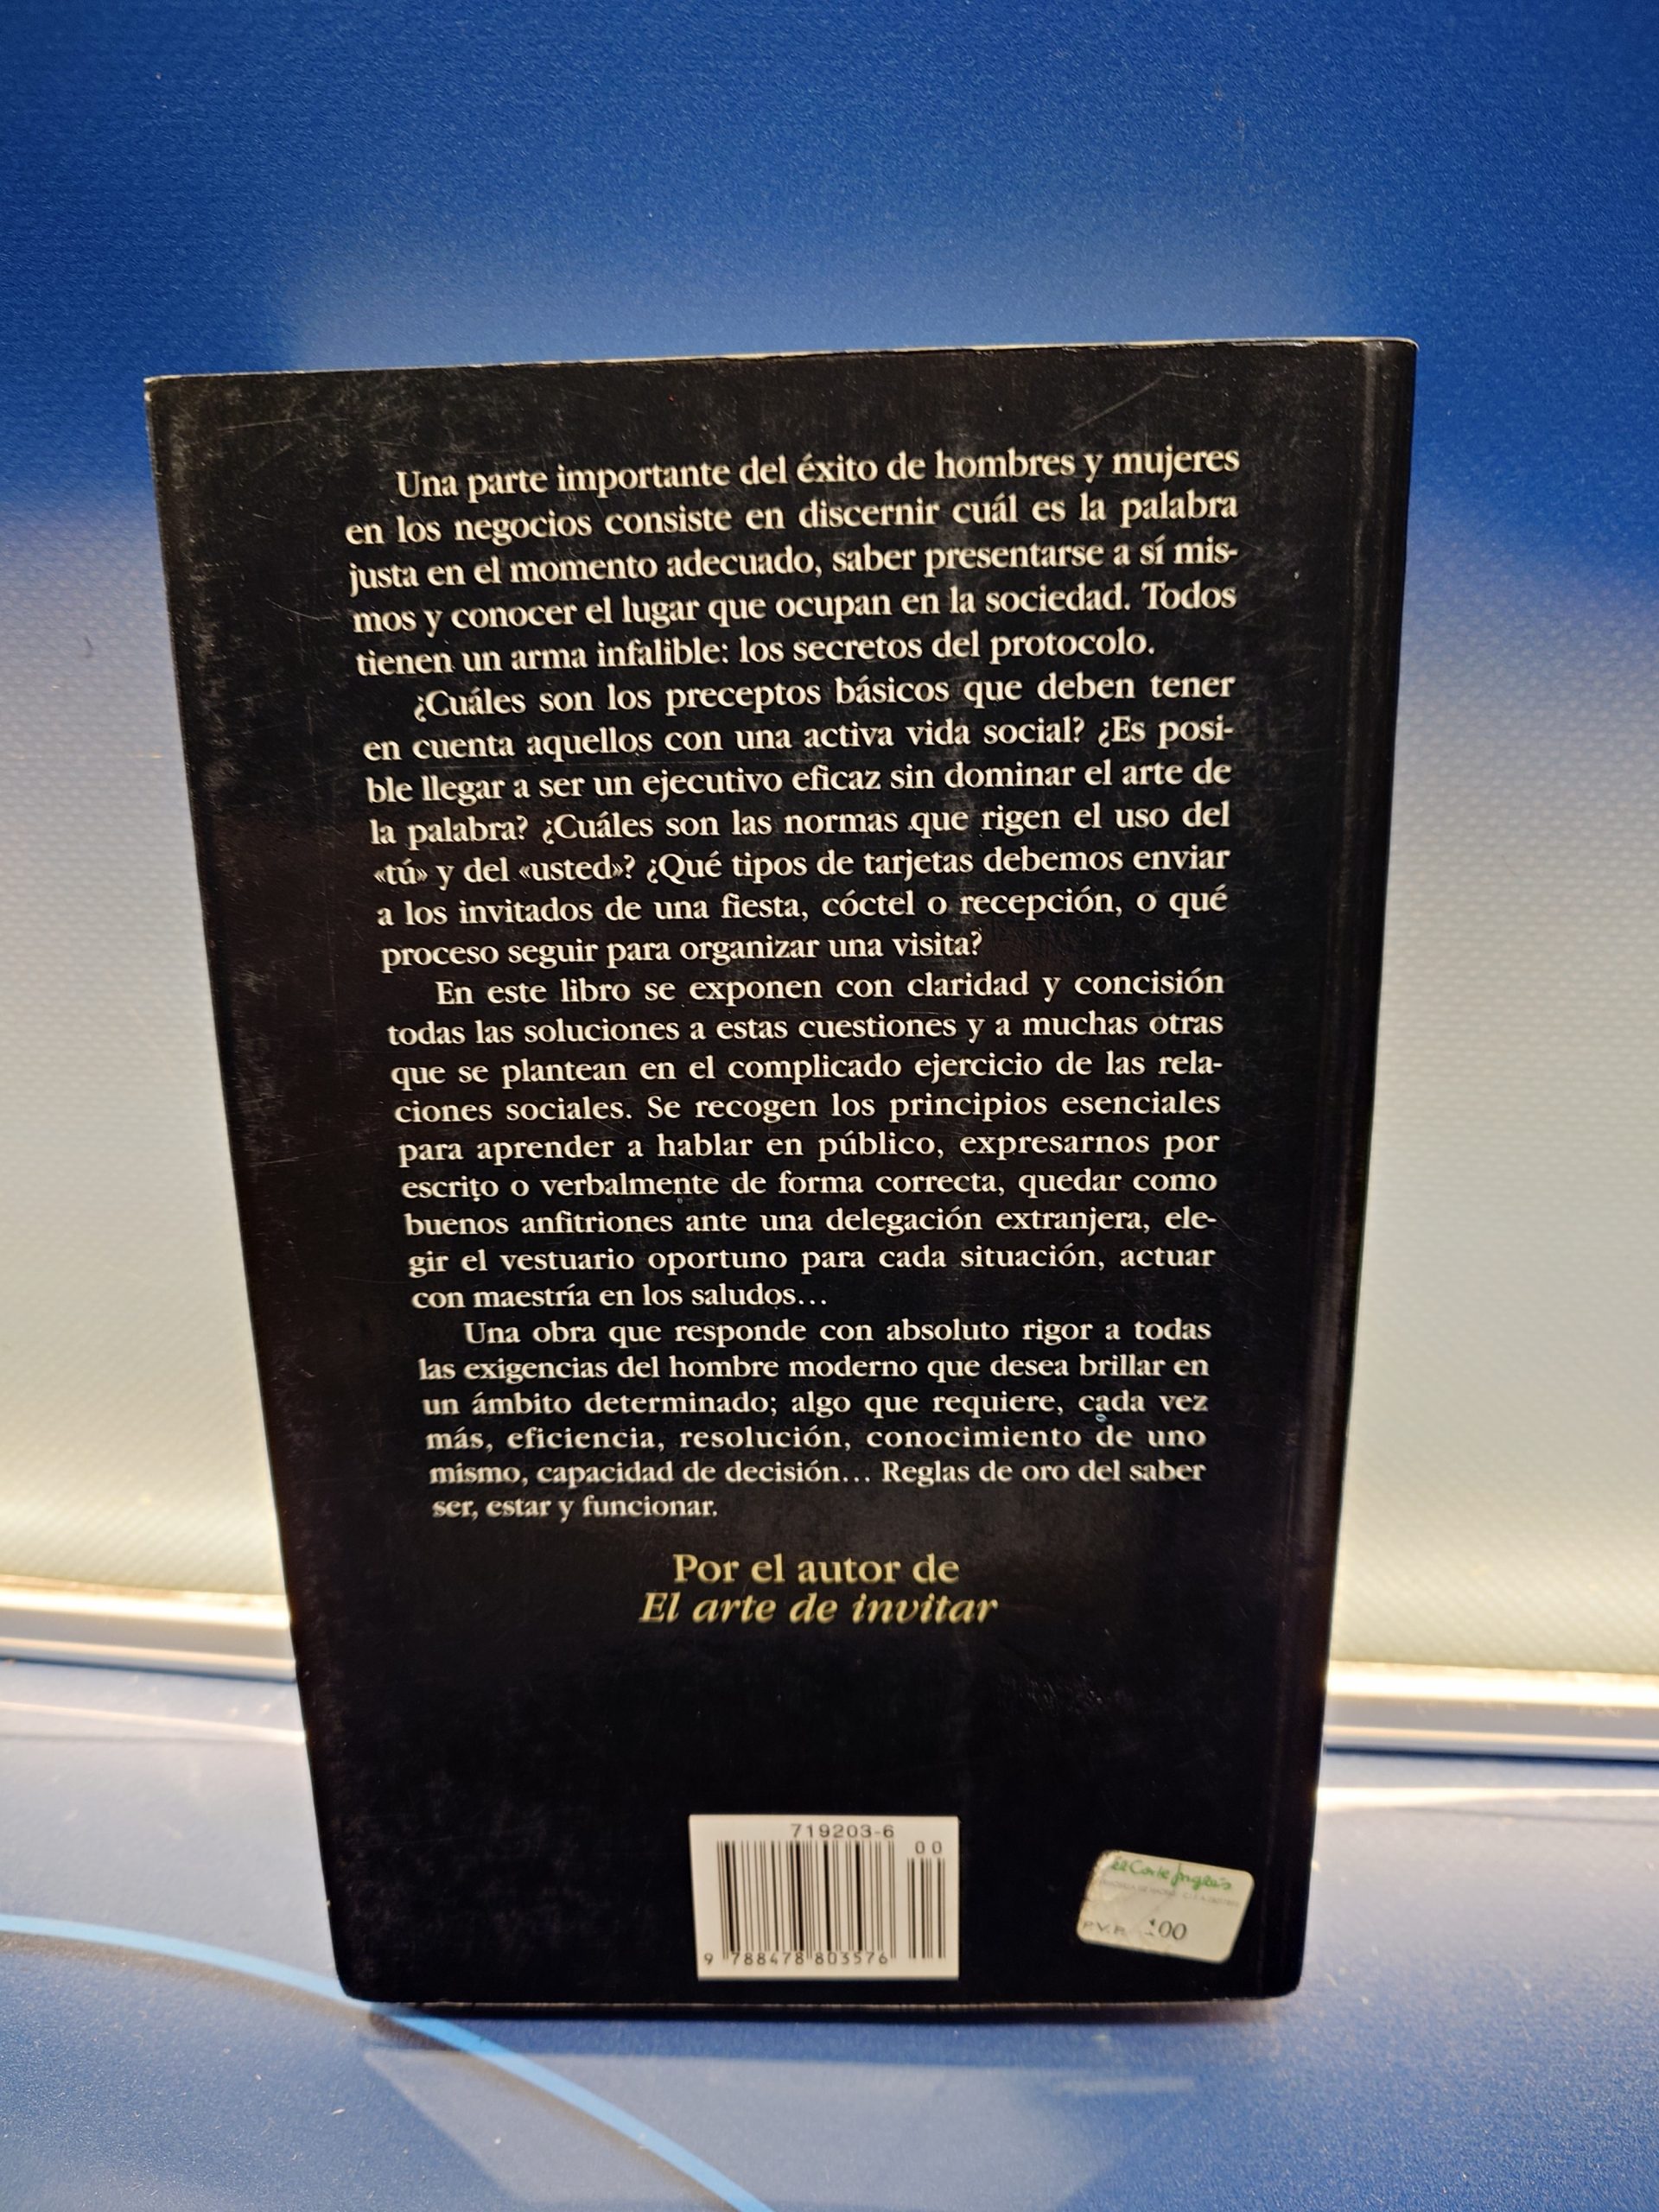 Una parte importante del éxito de hombres y mujeres
en los negocios consiste en discernir cuál es la palabra
justa en el momento adecuado, saber presentarse a sí mis-
mos y conocer el lugar que ocupan en la sociedad. Todos
tienen un arma infalible: los secretos del protocolo.
¿Cuáles son los preceptos básicos que deben tener
en cuenta aquellos con una activa vida social? ¿Es posi-
ble llegar a ser un ejecutivo eficaz sin dominar el arte de
la palabra? ¿Cuáles son las normas que rigen el uso del
«tú» y del «usted»? ¿Qué tipos de tarjetas debemos enviar
a los invitados de una fiesta, cóctel o recepción, o qué
proceso seguir para organizar una visita?
En este libro se exponen con claridad y concisión
todas las soluciones a estas cuestiones y a muchas otras
que se plantean en el complicado ejercicio de las rela-
ciones sociales. Se recogen los principios esenciales
para aprender a hablar en público, expresarnos por
escrito o verbalmente de forma correcta, quedar como
buenos anfitriones ante una delegación extranjera, ele-
gir el vestuario oportuno para cada situación, actuar
con maestría en los saludos...
Una obra que responde con absoluto rigor a todas
las exigencias del hombre moderno que desea brillar en
un ámbito determinado; algo que requiere, cada vez
más, eficiencia, resolución, conocimiento de uno
mismo, capacidad de decisión... Reglas de oro del saber
ser, estar y funcionar.
Por el autor de
El arte de invitar
719203-6
00
9 788478 803576
El Corte Inglés
P.V.P.